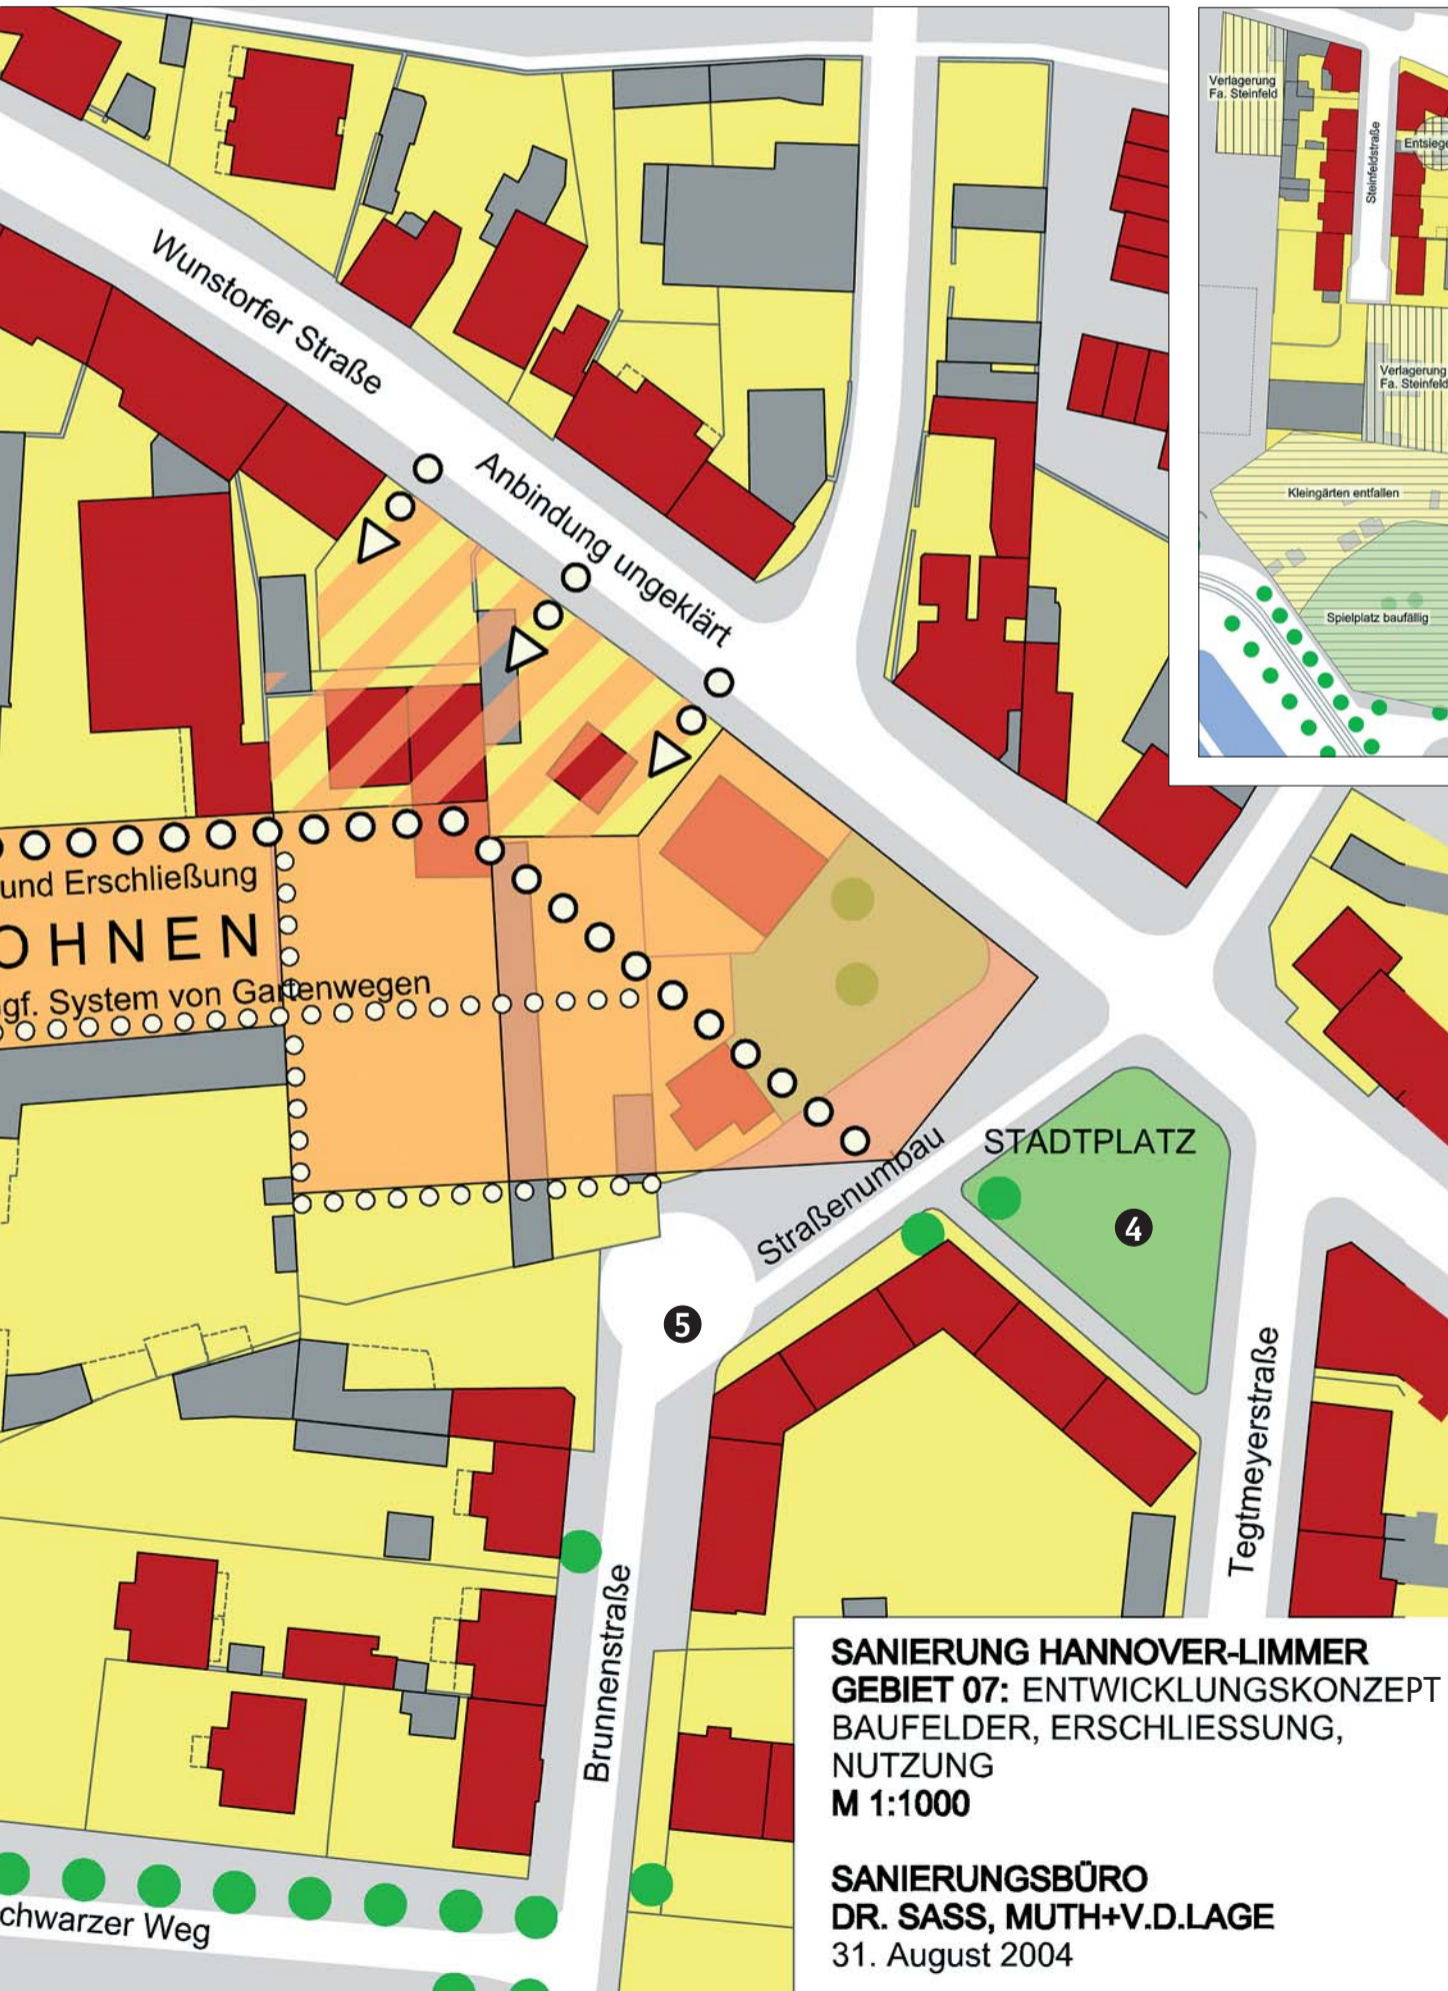 Wunstorfer Straße
Anbindung ungeklärt
und Erschließung
OHNEN
gf. System von Gartenwegen
Straßenumbau
STADTPLATZ
4
5
Tegtmeyerstraße
Brunnenstraße
chwarzer Weg
Verlagerung
Fa. Steinfeld
Steinfeldstraße
Entsiege
Verlagerung
Fa. Steinfeld
Kleingärten entfallen
Spielplatz baufällig
SANIERUNG HANNOVER-LIMMER
GEBIET 07: ENTWICKLUNGSKONZEPT
BAUFELDER, ERSCHLIESSUNG,
NUTZUNG
M 1:1000
SANIERUNGSBÜRO
DR. SASS, MUTH+V.D.LAGE
31. August 2004